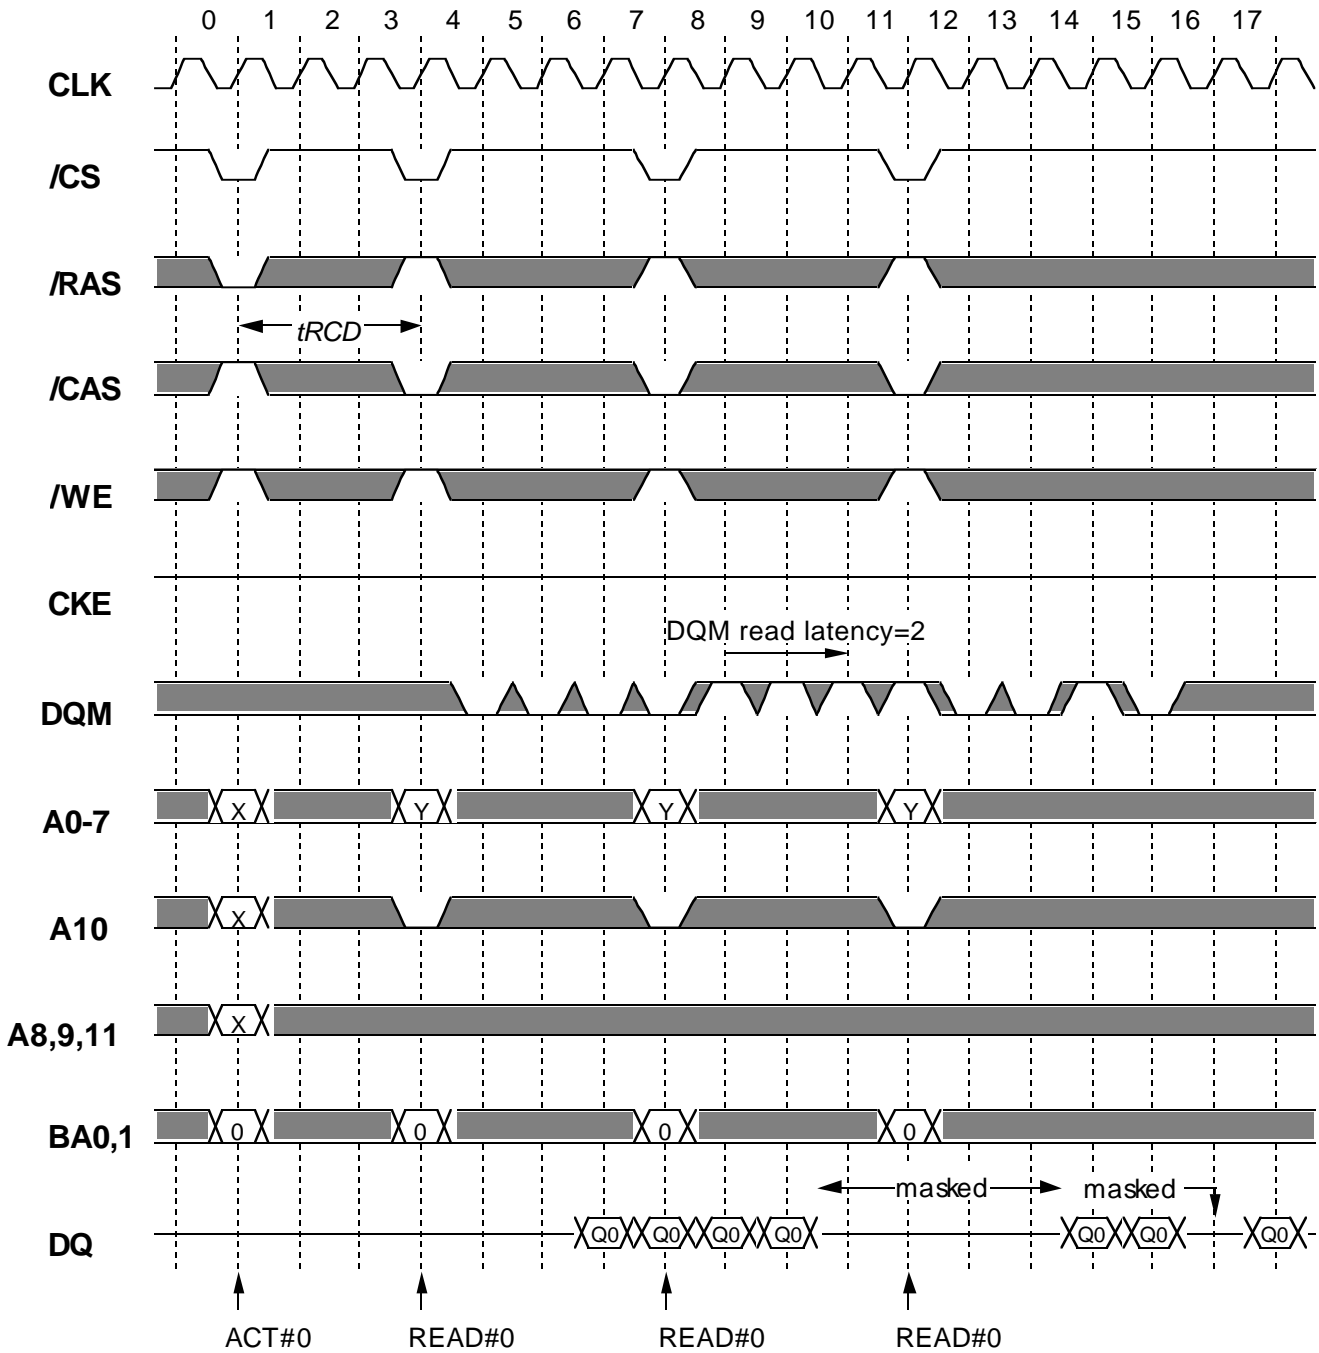 0 1 2 3 4 5 6 7 8 9 10 11 12 13 14 15 16 17
CLK
/CS
/RAS
tRCD
/CAS
/WE
CKE
DQM read latency=2
DQM
A0-7 X Y Y Y
A10 X
A8,9,11 X
BA0,1 0 0 0 0
masked masked
DQ Q0 Q0 Q0 Q0 Q0 Q0 Q0
ACT#0 READ#0 READ#0 READ#0